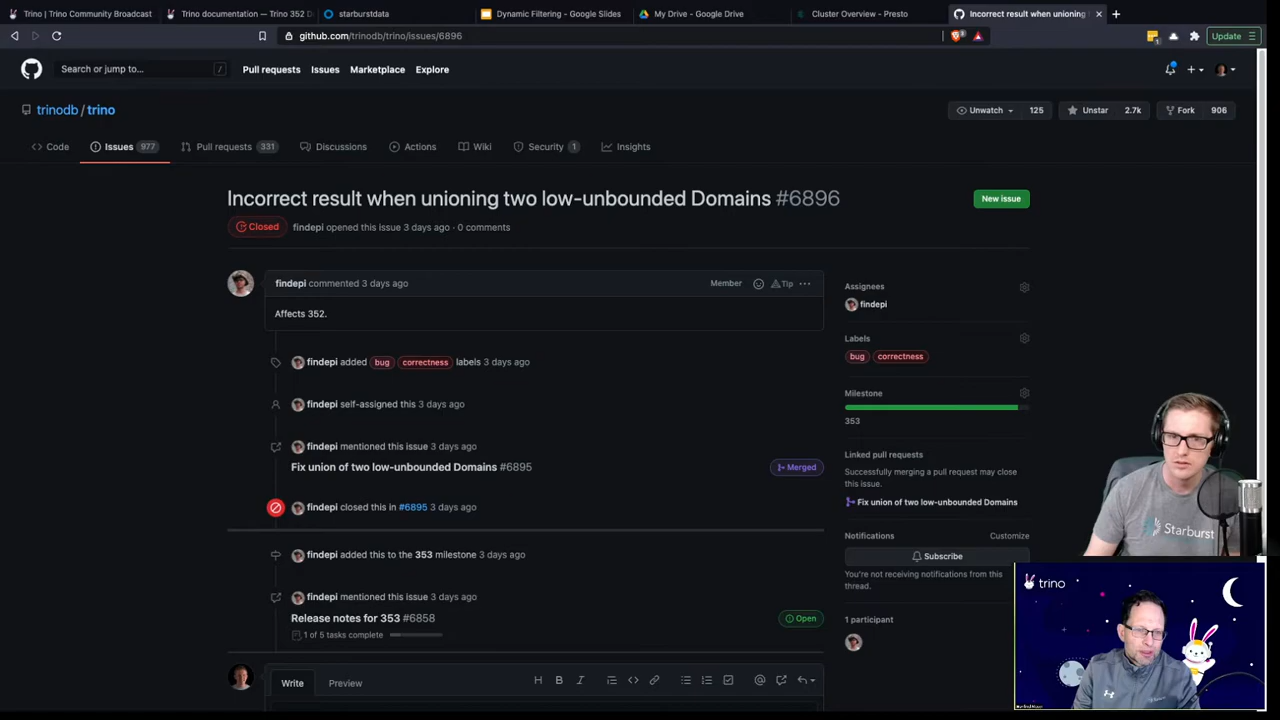 Trino | Trino Community Broadcast
Trino documentation — Trino 352 D
starburstdata
Dynamic Filtering - Google Slides
My Drive - Google Drive
Cluster Overview - Presto
Incorrect result when unioning
github.com/trinodb/trino/issues/6896
Update
Search or jump to...
/
Pull requests
Issues
Marketplace
Explore
trinodb / trino
Unwatch
125
Unstar
2.7k
Fork
906
Code
Issues 977
Pull requests 331
Discussions
Actions
Wiki
Security 1
Insights
Incorrect result when unioning two low-unbounded Domains #6896
New issue
Closed
findepi opened this issue 3 days ago · 0 comments
findepi commented 3 days ago
Member
Tip
Affects 352.
findepi added bug correctness labels 3 days ago
findepi self-assigned this 3 days ago
findepi mentioned this issue 3 days ago
Fix union of two low-unbounded Domains #6895
Merged
findepi closed this in #6895 3 days ago
findepi added this to the 353 milestone 3 days ago
findepi mentioned this issue 3 days ago
Release notes for 353 #6858
Open
1 of 5 tasks complete
Write
Preview
H
B
I
Assignees
findepi
Labels
bug
correctness
Milestone
353
Linked pull requests
Successfully merging a pull request may close
this issue.
Fix union of two low-unbounded Domains
Notifications
Customize
Subscribe
You're not receiving notifications from this
thread.
1 participant
Starburst
trino